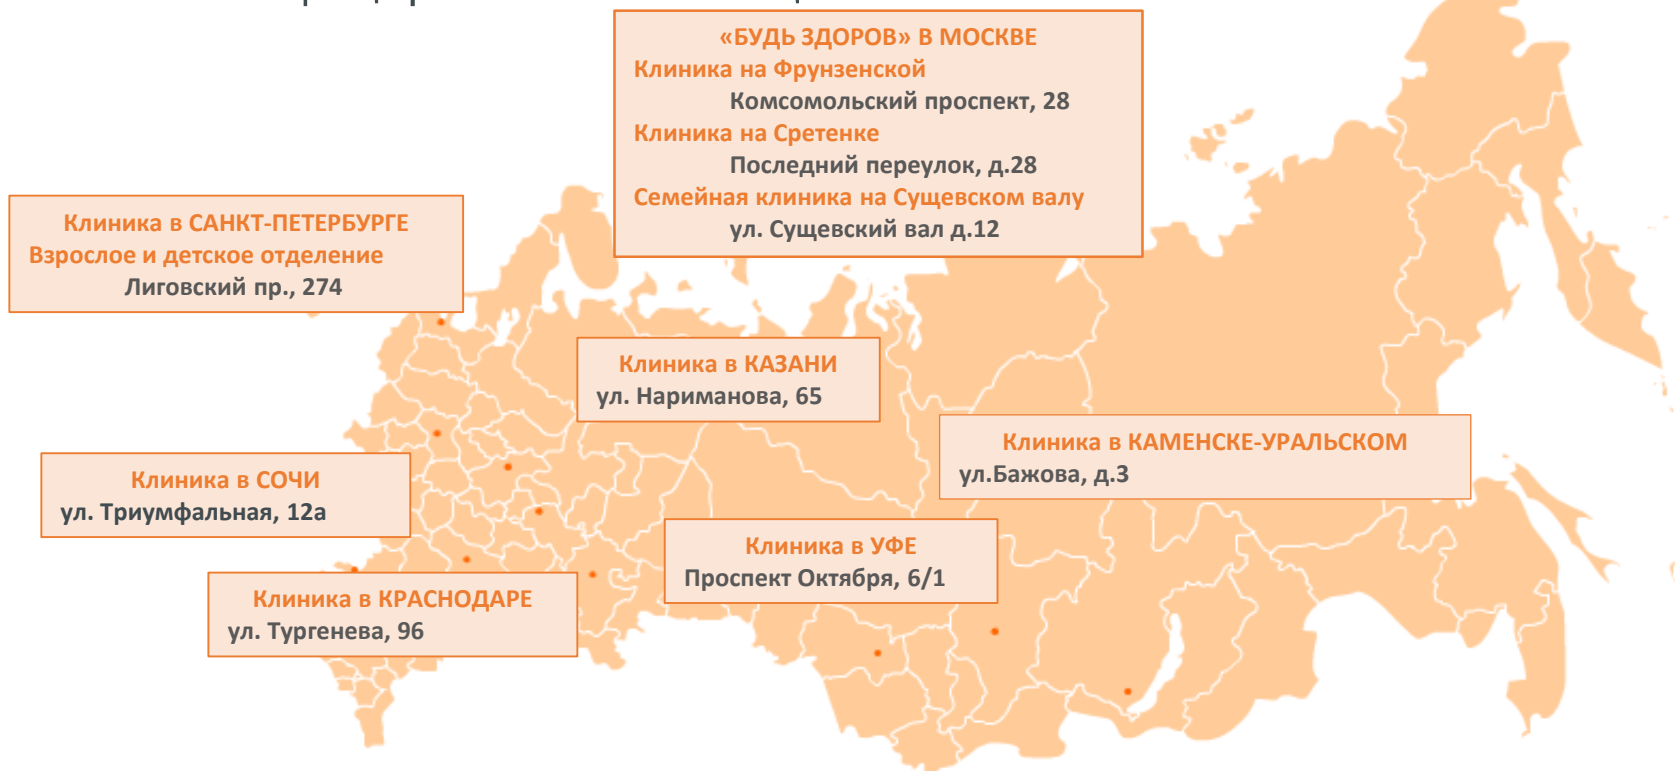 «БУДЬ ЗДОРОВ» В МОСКВЕ
Клиника на Фрунзенской
Комсомольский проспект, 28
Клиника на Сретенке
Последний переулок, д.28
Семейная клиника на Сущевском валу
ул. Сущевский вал д.12
Клиника в САНКТ-ПЕТЕРБУРГЕ
Взрослое и детское отделение
Лиговский пр., 274
Клиника в КАЗАНИ
ул. Нариманова, 65
Клиника в КАМЕНСКЕ-УРАЛЬСКОМ
ул.Бажова, д.3
Клиника в СОЧИ
ул. Триумфальная, 12а
Клиника в УФЕ
Проспект Октября, 6/1
Клиника в КРАСНОДАРЕ
ул. Тургенева, 96